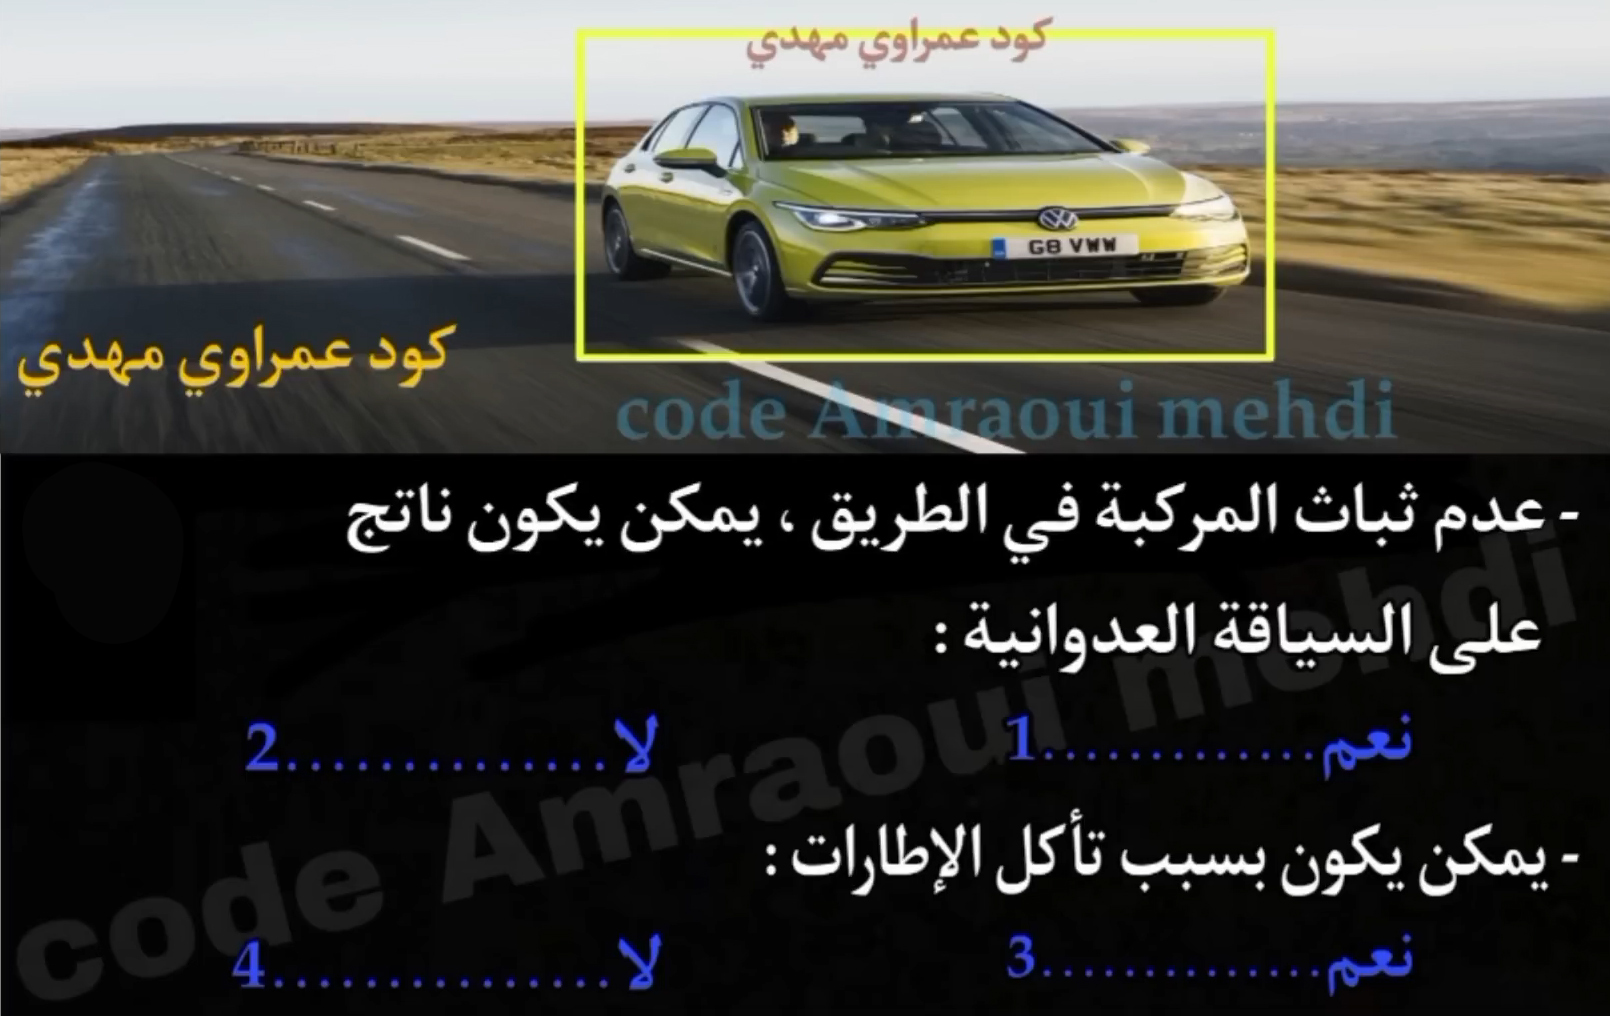 كود عمراوي مهدي
G8 VWW
كود عمراوي مهدي
code Amraoui mehdi
- عدم ثباث المركبة في الطريق ، يمكن يكون ناتج
على السياقة العدوانية :
نعم.............1 لا..............2
- يمكن يكون بسبب تأكل الإطارات :
نعم.............3 لا...............4
code Amraoui mehdi